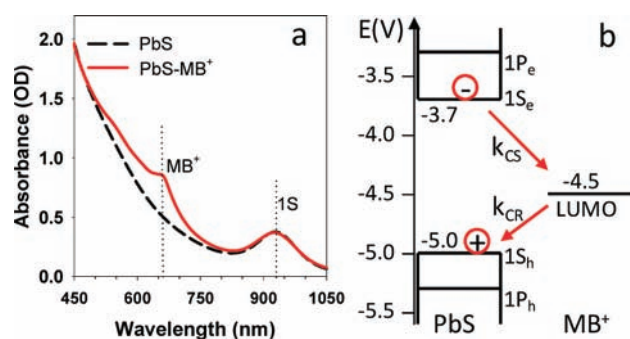 a
PbS
PbS-MB⁺
MB⁺
1S
Absorbance (OD)
2.0
1.5
1.0
0.5
0.0
450 600 750 900 1050
Wavelength (nm)
E(V)
b
-3.5
-4.0
-4.5
-5.0
-5.5
1Pₑ
-
1Sₑ
-3.7
k_CS
-4.5
LUMO
k_CR
-5.0
+
1Sₕ
1Pₕ
PbS
MB⁺